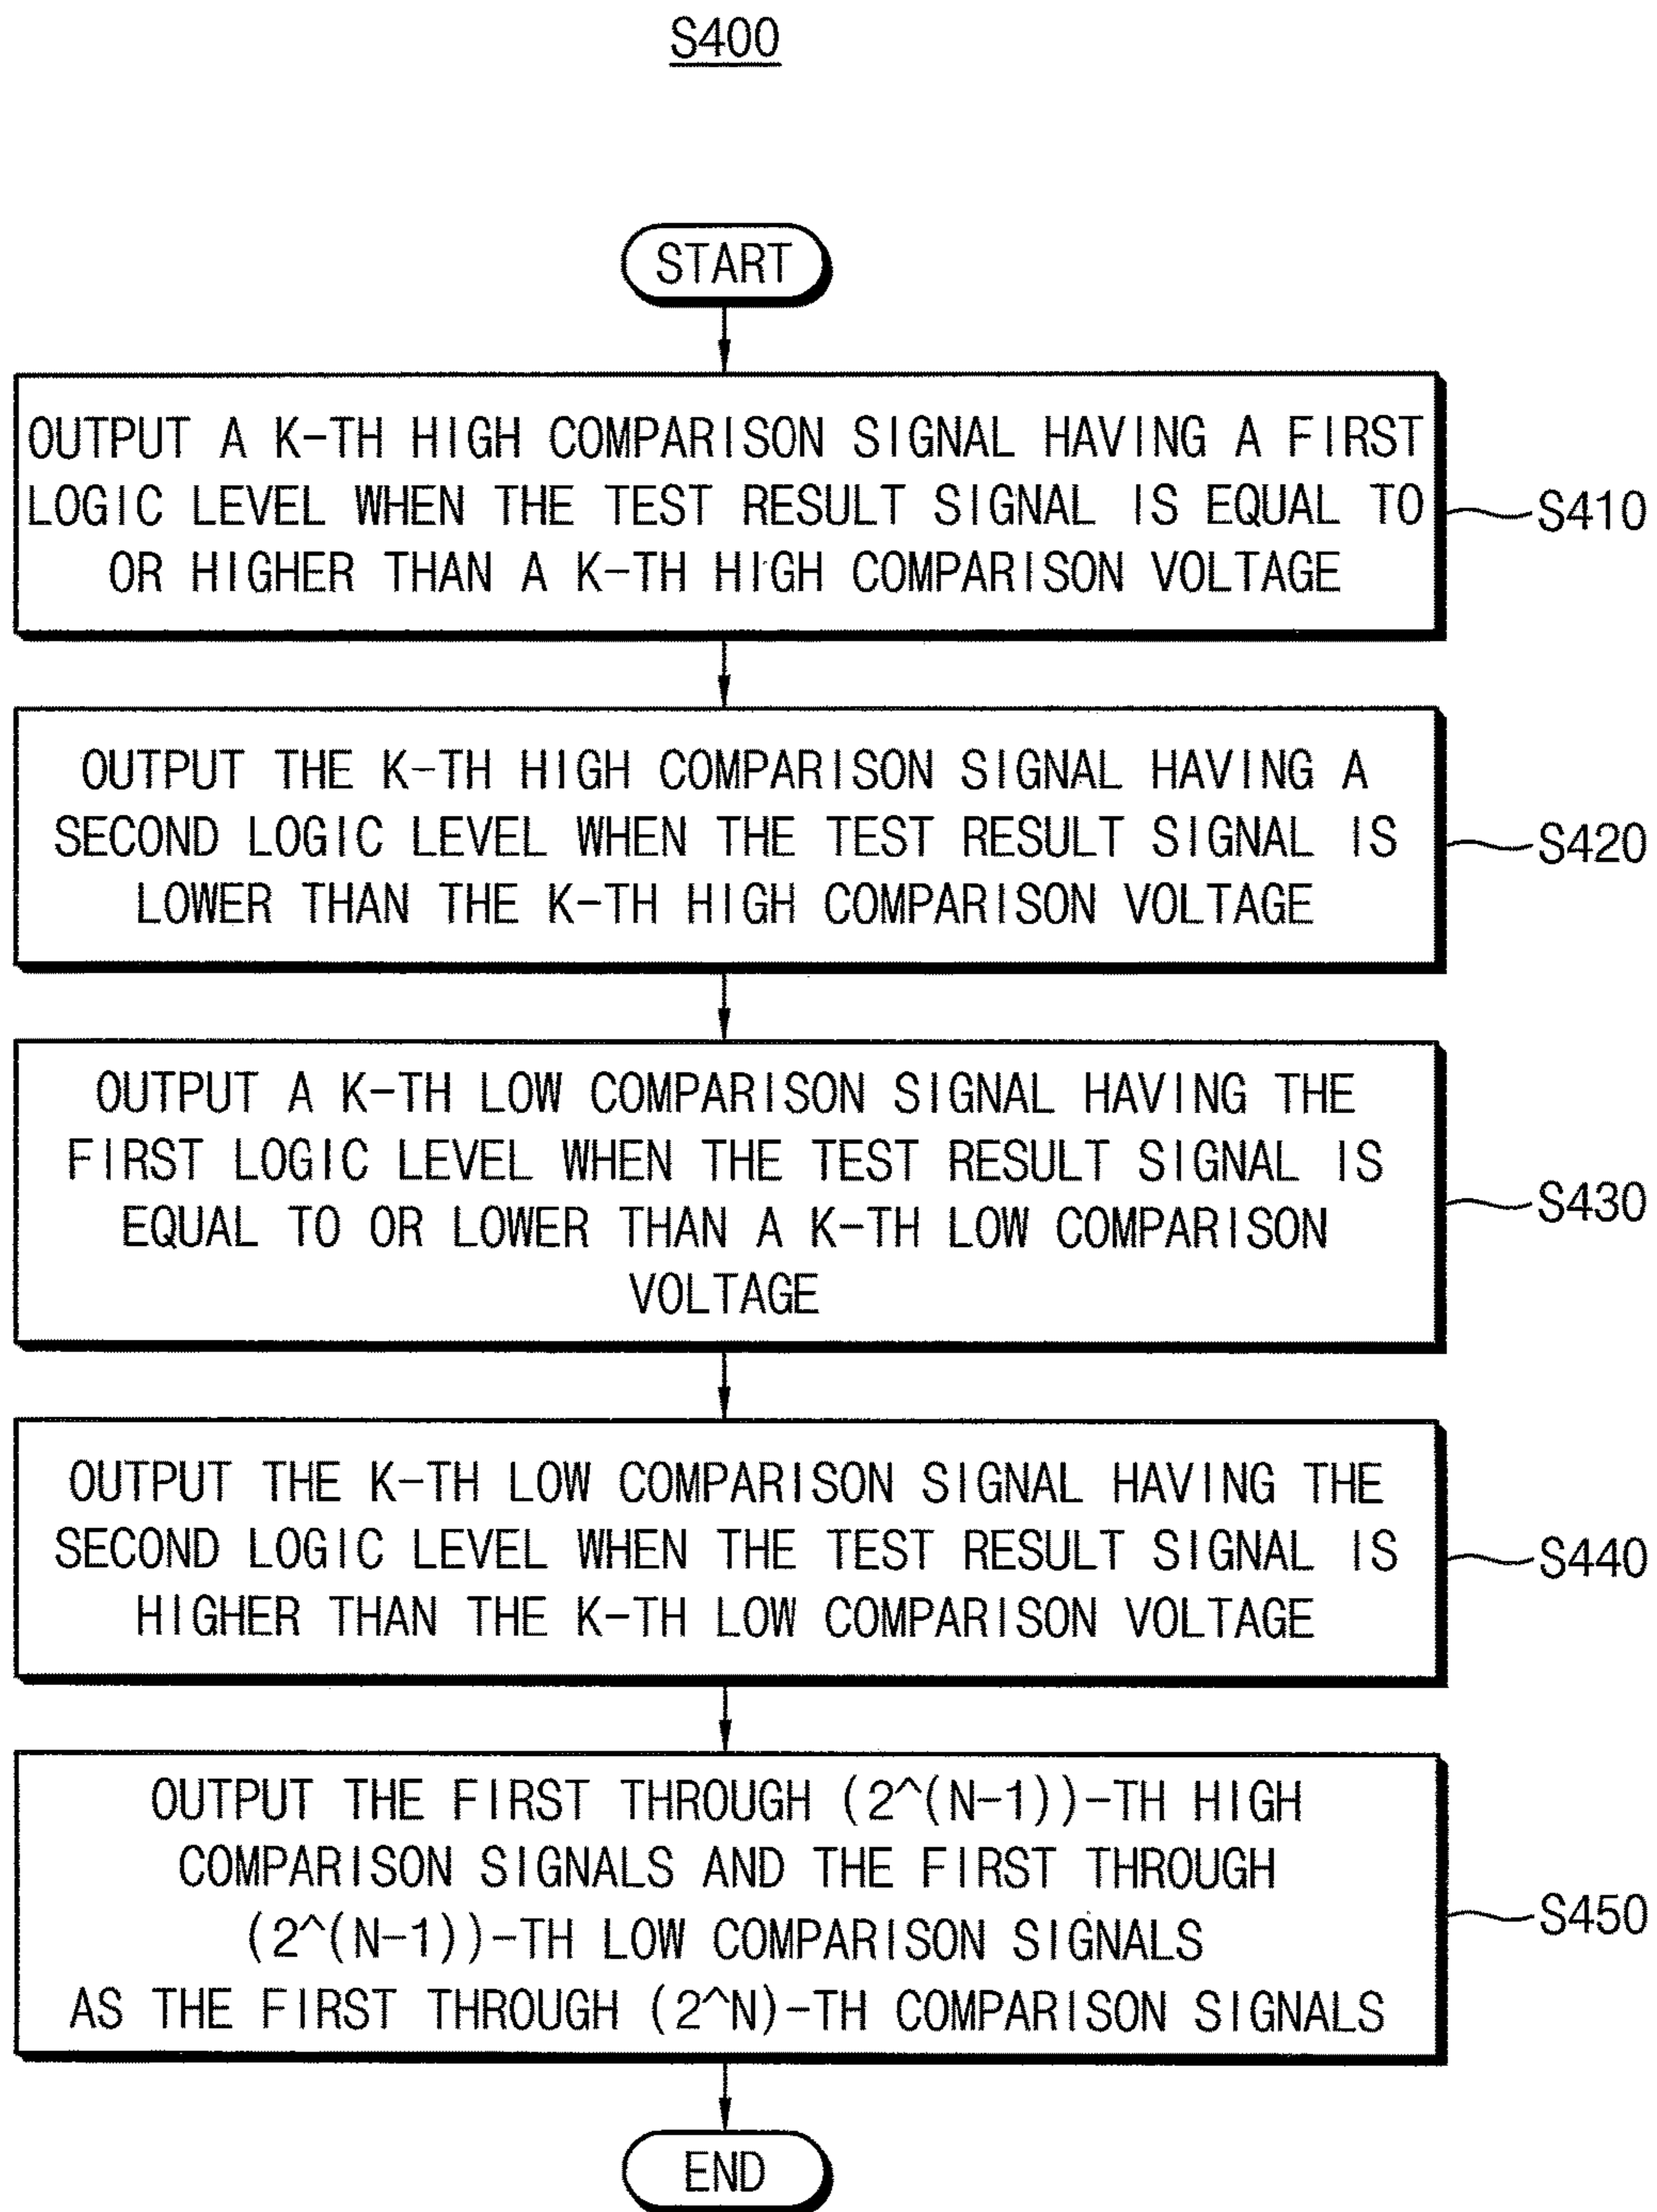 S400
START
OUTPUT A K-TH HIGH COMPARISON SIGNAL HAVING A FIRST
LOGIC LEVEL WHEN THE TEST RESULT SIGNAL IS EQUAL TO
OR HIGHER THAN A K-TH HIGH COMPARISON VOLTAGE
S410
OUTPUT THE K-TH HIGH COMPARISON SIGNAL HAVING A
SECOND LOGIC LEVEL WHEN THE TEST RESULT SIGNAL IS
LOWER THAN THE K-TH HIGH COMPARISON VOLTAGE
S420
OUTPUT A K-TH LOW COMPARISON SIGNAL HAVING THE
FIRST LOGIC LEVEL WHEN THE TEST RESULT SIGNAL IS
EQUAL TO OR LOWER THAN A K-TH LOW COMPARISON
VOLTAGE
S430
OUTPUT THE K-TH LOW COMPARISON SIGNAL HAVING THE
SECOND LOGIC LEVEL WHEN THE TEST RESULT SIGNAL IS
HIGHER THAN THE K-TH LOW COMPARISON VOLTAGE
S440
OUTPUT THE FIRST THROUGH (2^(N-1))-TH HIGH
COMPARISON SIGNALS AND THE FIRST THROUGH
(2^(N-1))-TH LOW COMPARISON SIGNALS
AS THE FIRST THROUGH (2^N)-TH COMPARISON SIGNALS
S450
END